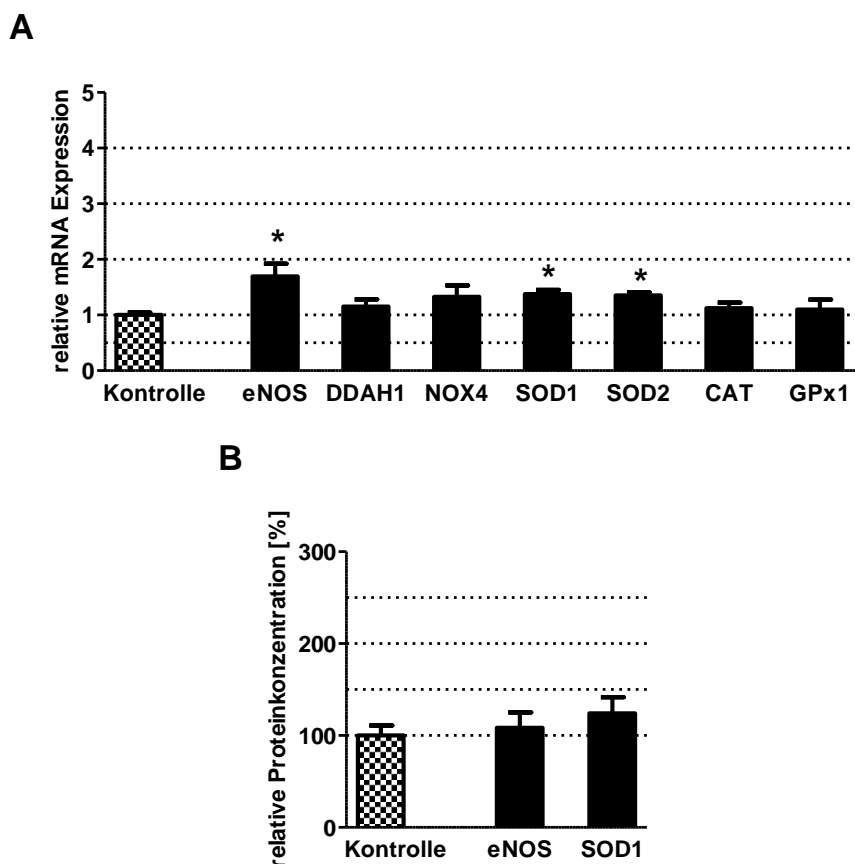 A
relative mRNA Expression
5
4
3
2
1
0
*
*
*
Kontrolle eNOS DDAH1 NOX4 SOD1 SOD2 CAT GPx1
B
relative Proteinkonzentration [%]
300
200
100
0
Kontrolle eNOS SOD1